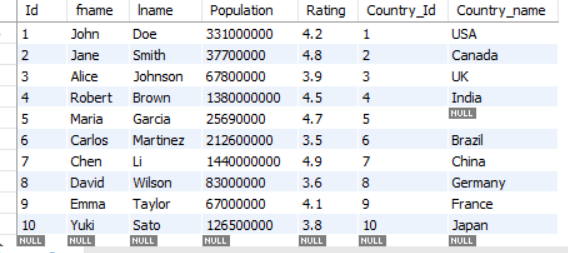 Id fname lname Population Rating Country_Id Country_name
1 John Doe 331000000 4.2 1 USA
2 Jane Smith 37700000 4.8 2 Canada
3 Alice Johnson 67800000 3.9 3 UK
4 Robert Brown 1380000000 4.5 4 India
5 Maria Garcia 25690000 4.7 5 NULL
6 Carlos Martinez 212600000 3.5 6 Brazil
7 Chen Li 1440000000 4.9 7 China
8 David Wilson 83000000 3.6 8 Germany
9 Emma Taylor 67000000 4.1 9 France
10 Yuki Sato 126500000 3.8 10 Japan
NULL NULL NULL NULL NULL NULL NULL